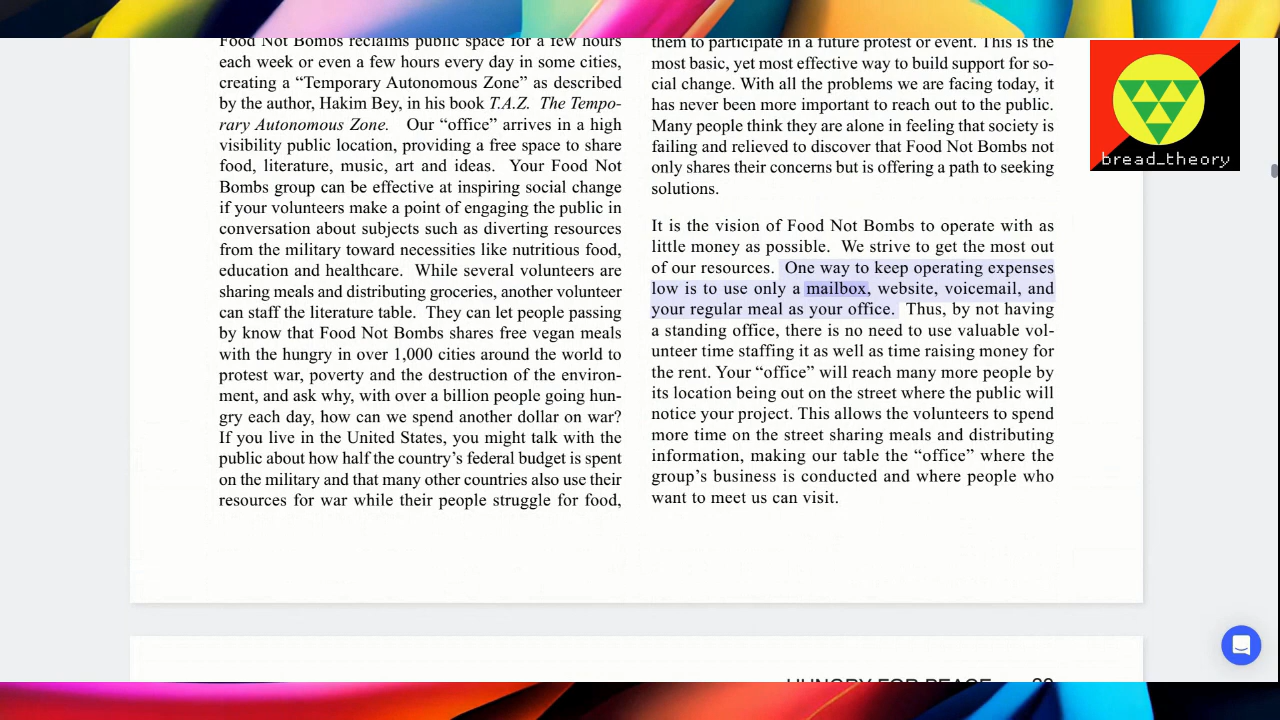 Food Not Bombs reclaims public space for a few hours
each week or even a few hours every day in some cities,
creating a “Temporary Autonomous Zone” as described
by the author, Hakim Bey, in his book T.A.Z. The Tempo-
rary Autonomous Zone. Our “office” arrives in a high
visibility public location, providing a free space to share
food, literature, music, art and ideas. Your Food Not
Bombs group can be effective at inspiring social change
if your volunteers make a point of engaging the public in
conversation about subjects such as diverting resources
from the military toward necessities like nutritious food,
education and healthcare. While several volunteers are
sharing meals and distributing groceries, another volunteer
can staff the literature table. They can let people passing
by know that Food Not Bombs shares free vegan meals
with the hungry in over 1,000 cities around the world to
protest war, poverty and the destruction of the environ-
ment, and ask why, with over a billion people going hun-
gry each day, how can we spend another dollar on war?
If you live in the United States, you might talk with the
public about how half the country’s federal budget is spent
on the military and that many other countries also use their
resources for war while their people struggle for food,
them to participate in a future protest or event. This is the
most basic, yet most effective way to build support for so-
cial change. With all the problems we are facing today, it
has never been more important to reach out to the public.
Many people think they are alone in feeling that society is
failing and relieved to discover that Food Not Bombs not
only shares their concerns but is offering a path to seeking
solutions.
It is the vision of Food Not Bombs to operate with as
little money as possible. We strive to get the most out
of our resources. One way to keep operating expenses
low is to use only a mailbox, website, voicemail, and
your regular meal as your office. Thus, by not having
a standing office, there is no need to use valuable vol-
unteer time staffing it as well as time raising money for
the rent. Your “office” will reach many more people by
its location being out on the street where the public will
notice your project. This allows the volunteers to spend
more time on the street sharing meals and distributing
information, making our table the “office” where the
group’s business is conducted and where people who
want to meet us can visit.
bread_theory
HUNGRY FOR PEACE